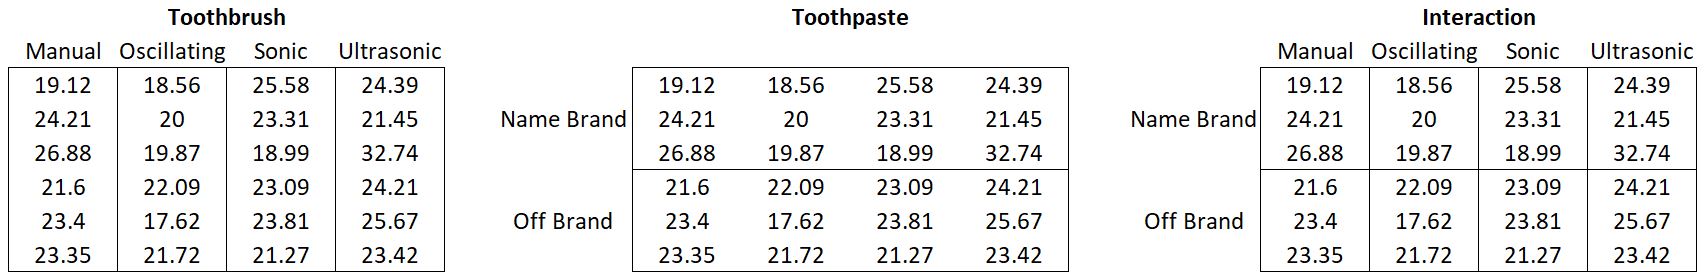 Toothbrush Toothpaste Interaction
Manual Oscillating Sonic Ultrasonic Manual Oscillating Sonic Ultrasonic
19.12 18.56 25.58 24.39 19.12 18.56 25.58 24.39 19.12 18.56 25.58 24.39
24.21 20 23.31 21.45 Name Brand 24.21 20 23.31 21.45 Name Brand 24.21 20 23.31 21.45
26.88 19.87 18.99 32.74 26.88 19.87 18.99 32.74 26.88 19.87 18.99 32.74
21.6 22.09 23.09 24.21 21.6 22.09 23.09 24.21 21.6 22.09 23.09 24.21
23.4 17.62 23.81 25.67 Off Brand 23.4 17.62 23.81 25.67 Off Brand 23.4 17.62 23.81 25.67
23.35 21.72 21.27 23.42 23.35 21.72 21.27 23.42 23.35 21.72 21.27 23.42